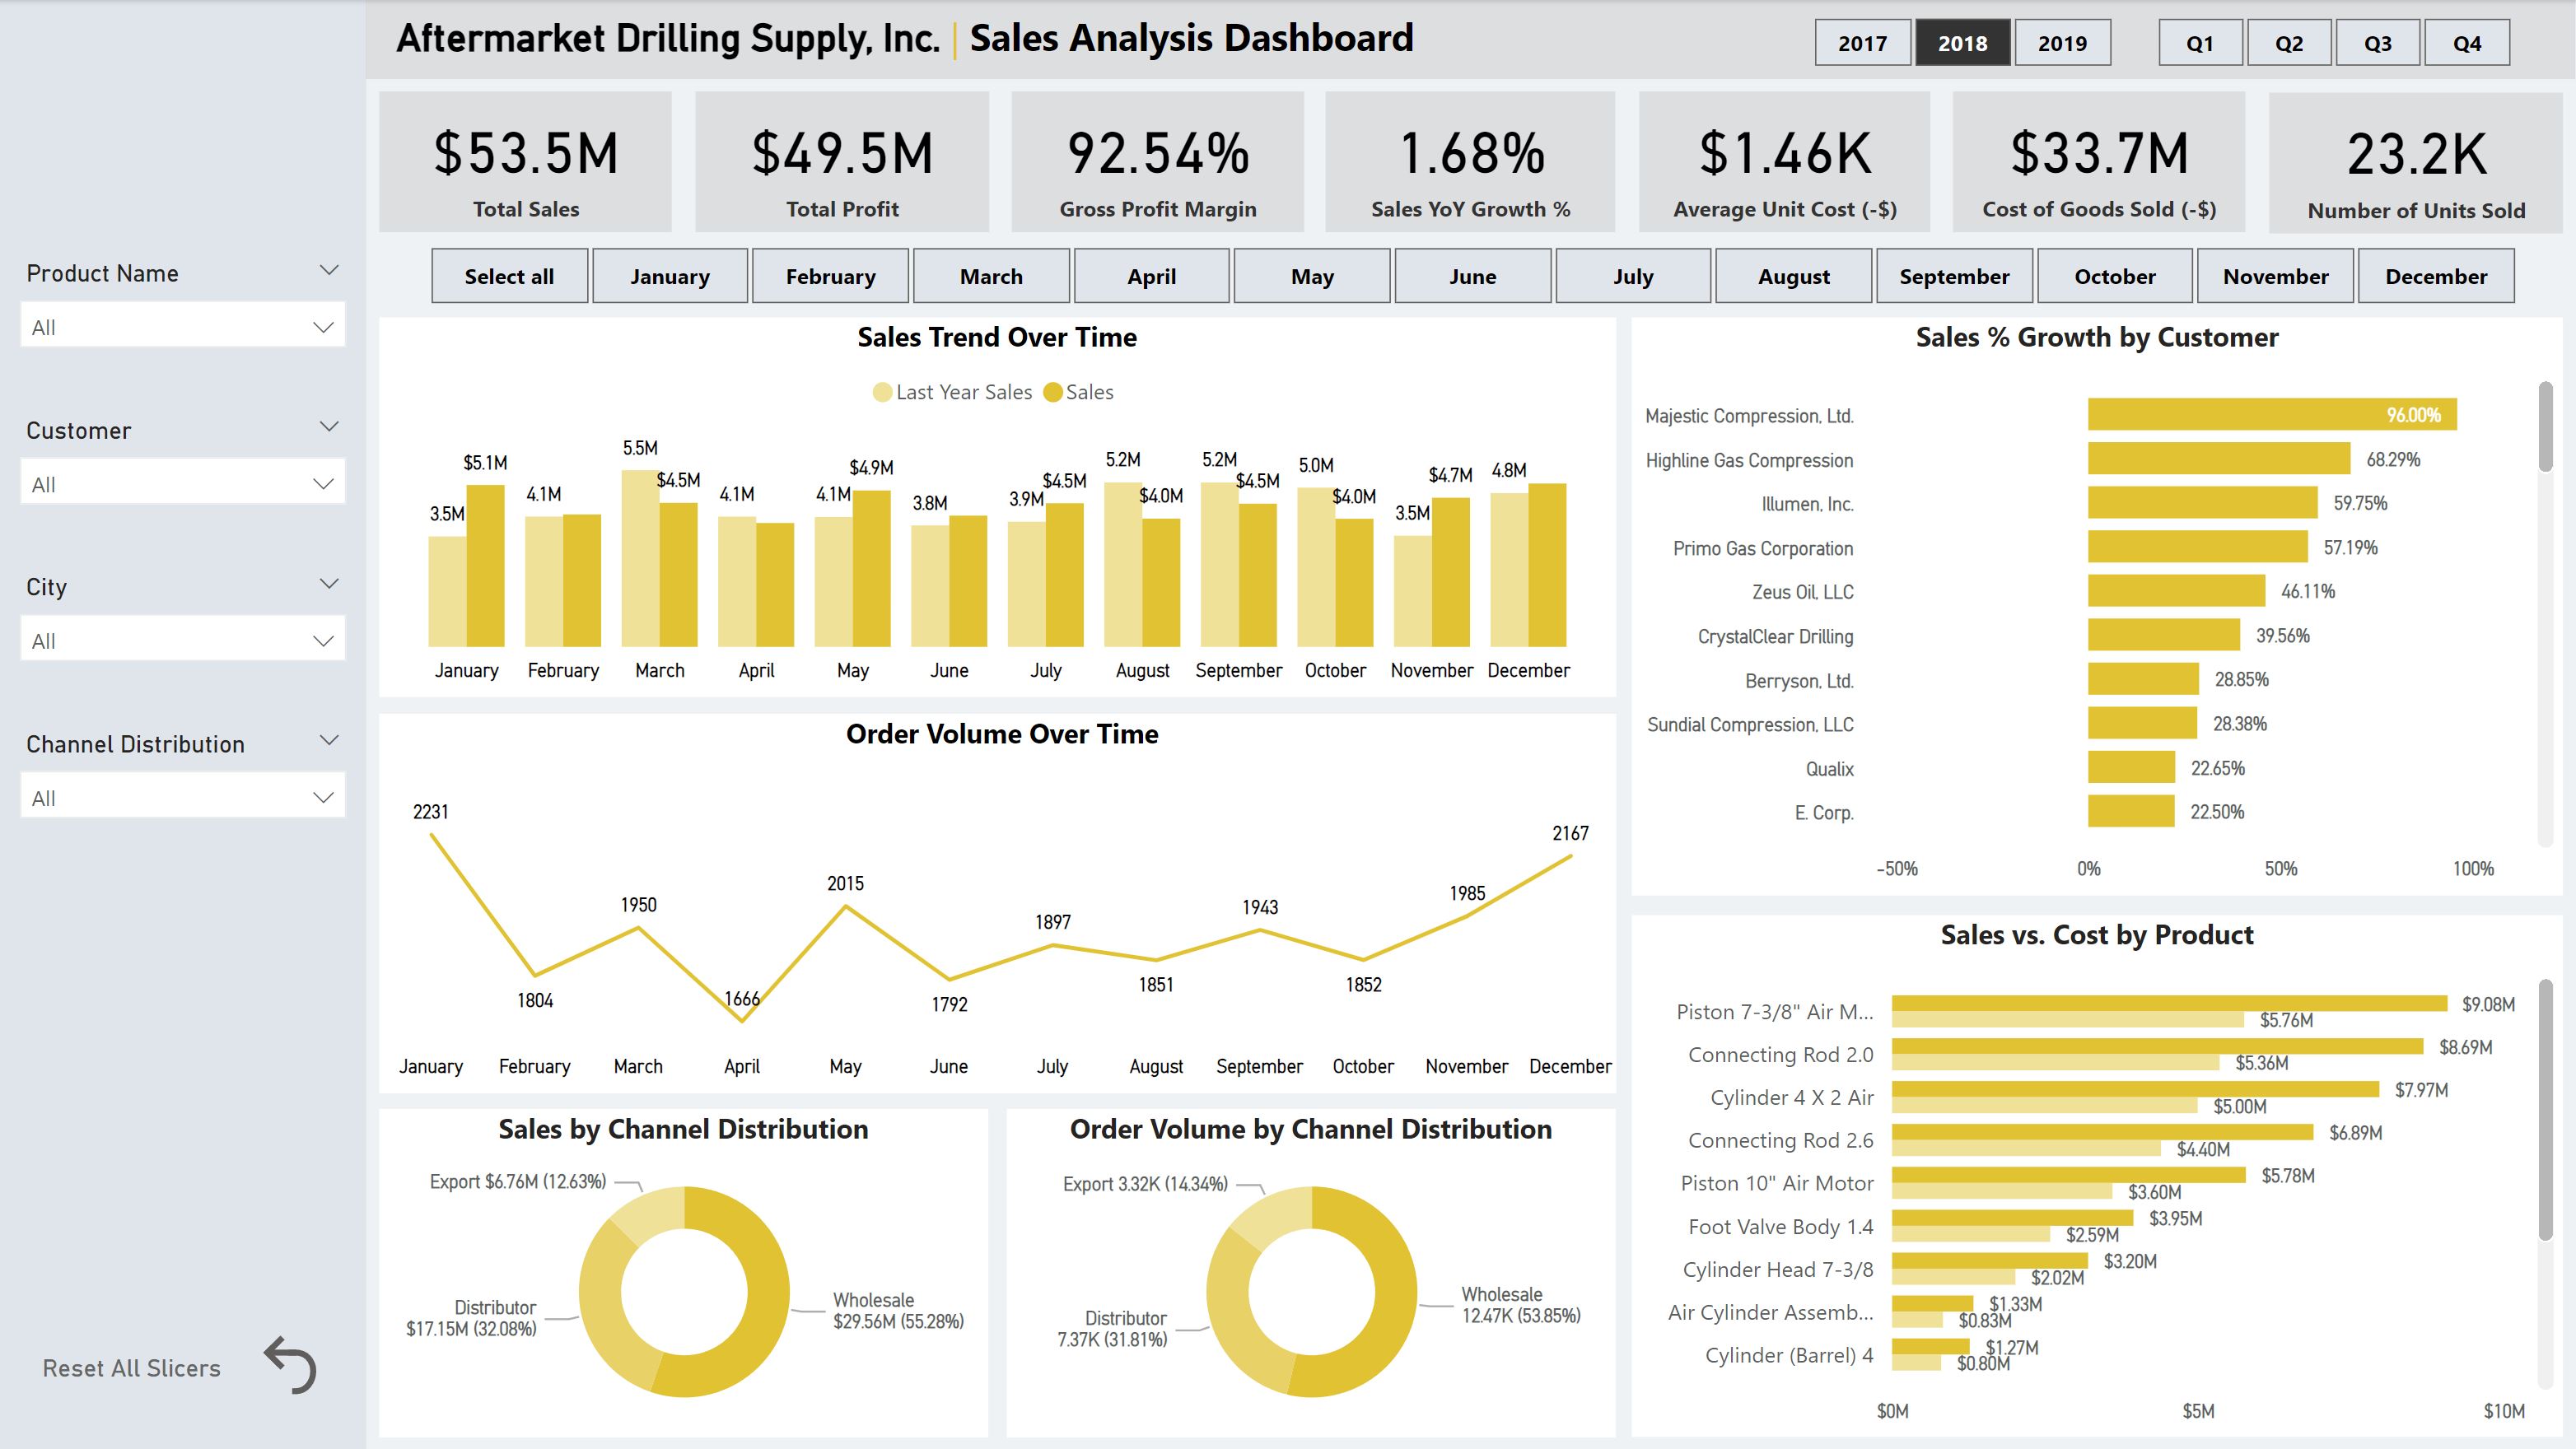 Aftermarket Drilling Supply, Inc. | Sales Analysis Dashboard
2017 2018 2019 Q1 Q2 Q3 Q4
$53.5M
Total Sales
$49.5M
Total Profit
92.54%
Gross Profit Margin
1.68%
Sales YoY Growth %
$1.46K
Average Unit Cost (-$)
$33.7M
Cost of Goods Sold (-$)
23.2K
Number of Units Sold
Select all January February March April May June July August September October November December
Product Name
All
Customer
All
City
All
Channel Distribution
All
Reset All Slicers
Sales Trend Over Time
Last Year Sales Sales
3.5M $5.1M
4.1M
5.5M $4.5M
4.1M
4.1M $4.9M
3.8M
3.9M $4.5M
5.2M $4.0M
5.2M $4.5M
5.0M $4.0M
3.5M $4.7M
4.8M
January February March April May June July August September October November December
Order Volume Over Time
2231 1804 1950 1666 2015 1792 1897 1851 1943 1852 1985 2167
January February March April May June July August September October November December
Sales by Channel Distribution
Export $6.76M (12.63%)
Distributor
$17.15M (32.08%)
Wholesale
$29.56M (55.28%)
Order Volume by Channel Distribution
Export 3.32K (14.34%)
Distributor
7.37K (31.81%)
Wholesale
12.47K (53.85%)
Sales % Growth by Customer
Majestic Compression, Ltd. 96.00%
Highline Gas Compression 68.29%
Illumen, Inc. 59.75%
Primo Gas Corporation 57.19%
Zeus Oil, LLC 46.11%
CrystalClear Drilling 39.56%
Berryson, Ltd. 28.85%
Sundial Compression, LLC 28.38%
Qualix 22.65%
E. Corp. 22.50%
-50% 0% 50% 100%
Sales vs. Cost by Product
Piston 7-3/8" Air M... $9.08M
$5.76M
Connecting Rod 2.0 $8.69M
$5.36M
Cylinder 4 X 2 Air $7.97M
$5.00M
Connecting Rod 2.6 $6.89M
$4.40M
Piston 10" Air Motor $5.78M
$3.60M
Foot Valve Body 1.4 $3.95M
$2.59M
Cylinder Head 7-3/8 $3.20M
$2.02M
Air Cylinder Assemb... $1.33M
$0.83M
Cylinder (Barrel) 4 $1.27M
$0.80M
$0M $5M $10M